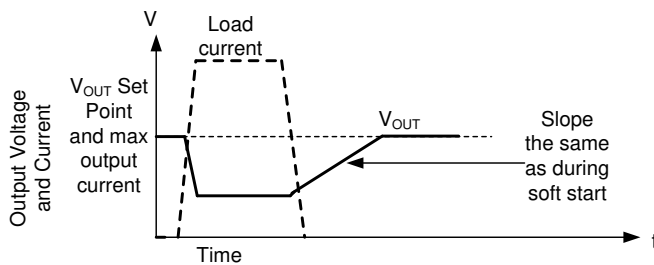 V
Load
current
Output Voltage
and Current
VOUT Set
Point
and max
output
current
VOUT
Slope
the same
as during
soft start
Time
t